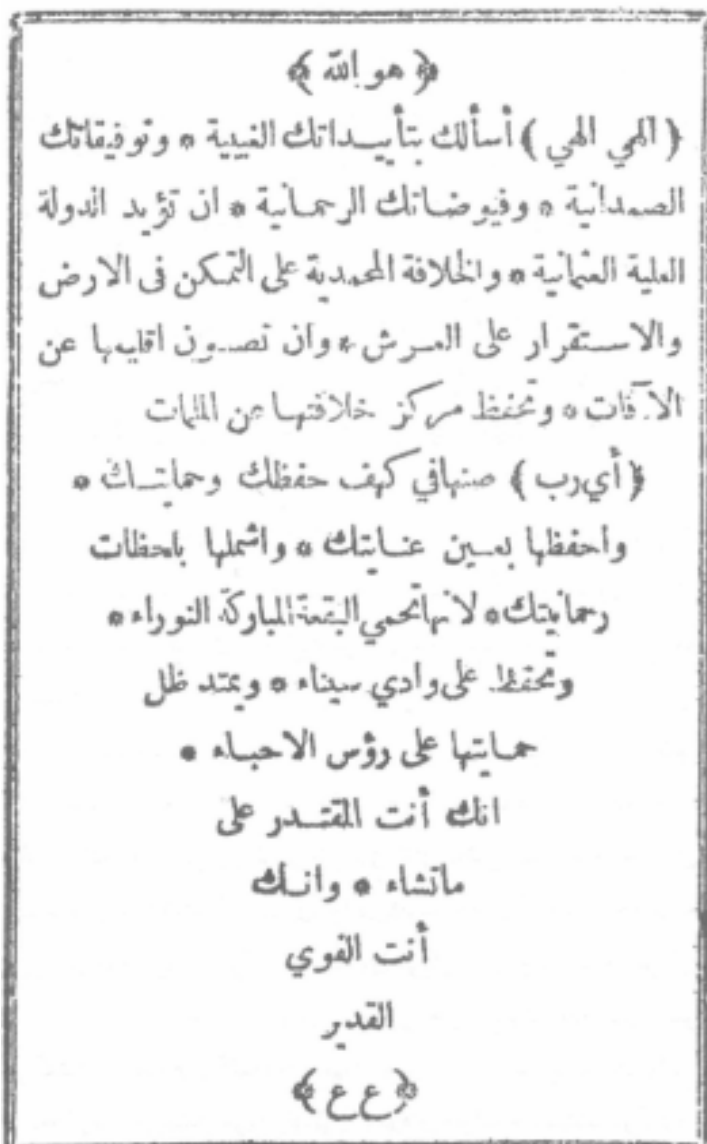 ﴿ هو الله ﴾
﴿ الهي الهي ﴾ أسألك بتأييداتك الغيبية * وتوفيقاتك
الصمدانية * وفيوضاتك الرحمانية * ان تؤيد الدولة
العلية العثمانية * والخلافة المحمدية على التمكن فى الارض
والاستقرار على العرش * وان تصون اقليمها عن
الآفات * وتحفظ مركز خلافتها عن الملمات
﴿ أي رب ﴾ صنها في كهف حفظك وحمايتك *
واحفظها بعين عنايتك * واشملها بلحظات
رحمانيتك * لانها تحمي البقعة المباركة النوراء *
وتحفظ على وادي سيناء * ويمتد ظل
حمايتها على رؤس الاحباء *
انك أنت المقتدر على
ماتشاء * وانك
أنت القوي
القدير
﴿ ع ع ﴾